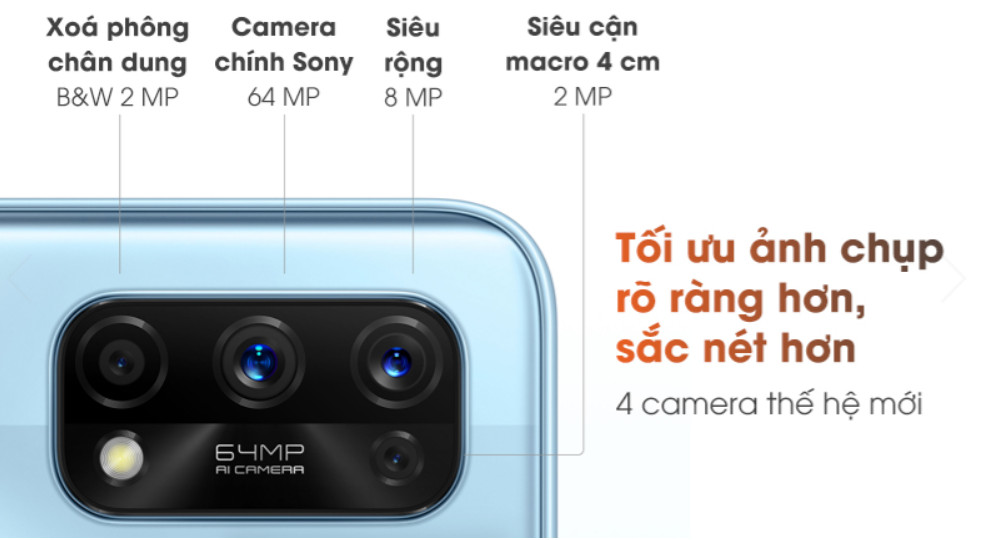 Xoá phông
chân dung
B&W 2 MP
Camera
chính Sony
64 MP
Siêu
rộng
8 MP
Siêu cận
macro 4 cm
2 MP
Tối ưu ảnh chụp
rõ ràng hơn,
sắc nét hơn
4 camera thế hệ mới
64MP
AI CAMERA